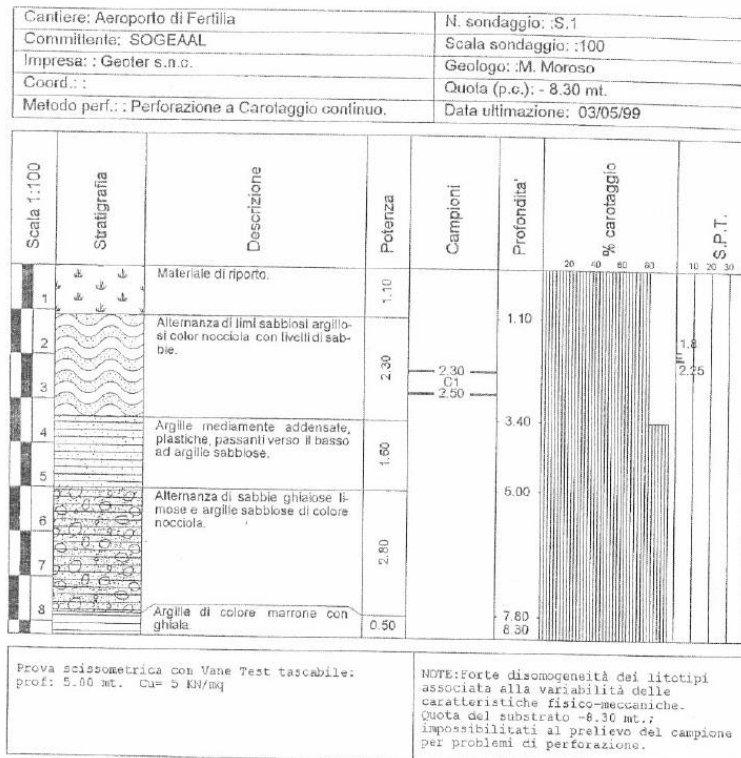 Cantiere: Aeroporto di Fertilia
N. sondaggio: :S.1
Committente: SOGEAAL
Scala sondaggio: :100
Impresa: : Geoter s.n.c.
Geologo: :M. Moroso
Coord.: :
Quota (p.c.): - 8.30 mt.
Metodo perf.: : Perforazione a Carotaggio continuo.
Data ultimazione: 03/05/99
Scala 1:100
Stratigrafia
Descrizione
Potenza
Campioni
Profondita'
% carotaggio
S.P.T.
20 40 60 80
10 20 30
1
Materiale di riporto.
1.10
1.10
2
Alternanza di limi sabbiosi argillo-
si color nocciola con livelli di sab-
bie.
2.30
1.8
2.25
3
2.30
C1
2.50
3.40
4
Argille mediamente addensate,
plastiche, passanti verso il basso
ad argille sabbiose.
1.60
5
5.00
Alternanza di sabbie ghiaiose li-
mose e argille sabbiose di colore
nocciola.
6
2.80
7
8
7.80
Argille di colore marrone con
ghiaia.
0.50
8.30
Prova scissometrica con Vane Test tascabile:
prof: 5.00 mt. Cu= 5 KN/mq
NOTE:Forte disomogeneità dei litotipi
associata alla variabilità delle
caratteristiche fisico-meccaniche.
Quota del substrato -8.30 mt.;
impossibilitati al prelievo del campione
per problemi di perforazione.